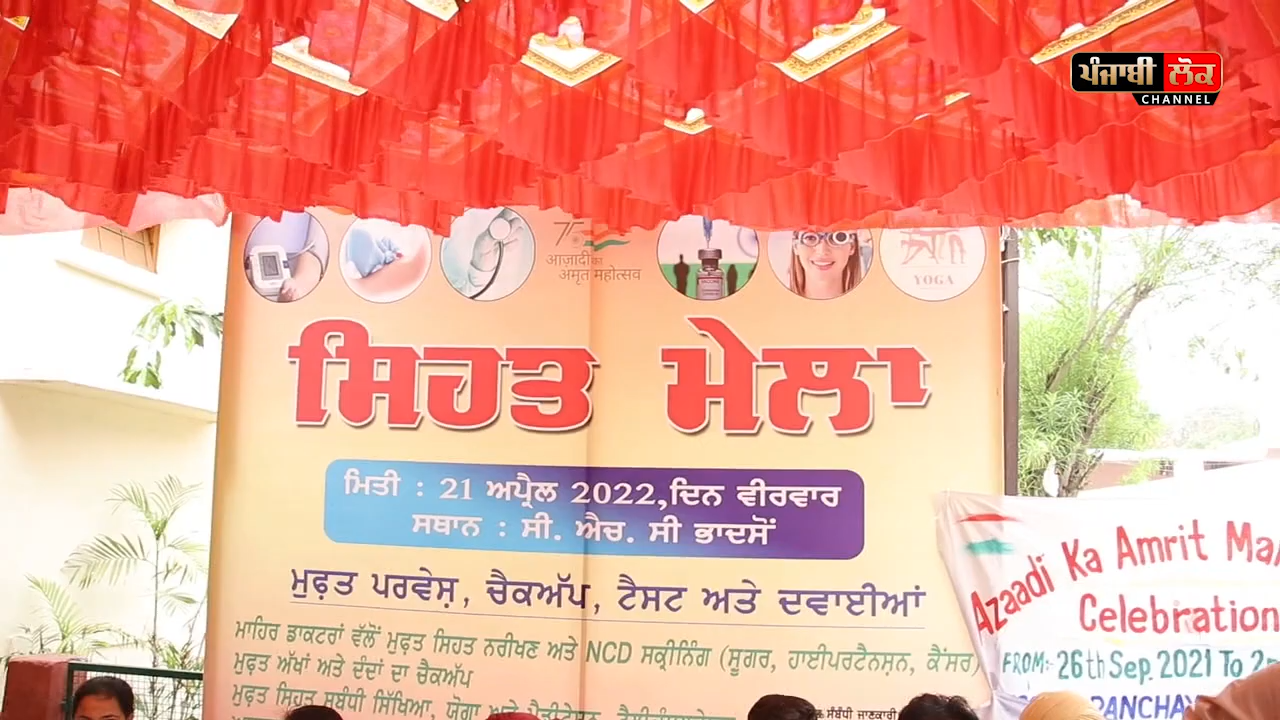 ਪੰਜਾਬੀ ਲੋਕ
CHANNEL
75
आज़ादी का
अमृत महोत्सव
YOGA
ਸਿਹਤ ਮੇਲਾ
ਮਿਤੀ : 21 ਅਪ੍ਰੈਲ 2022,ਦਿਨ ਵੀਰਵਾਰ
ਸਥਾਨ : ਸੀ. ਐਚ. ਸੀ ਭਾਦਸੋਂ
ਮੁਫ਼ਤ ਪਰਵੇਸ਼, ਚੈਕਅੱਪ, ਟੈਸਟ ਅਤੇ ਦਵਾਈਆਂ
ਮਾਹਿਰ ਡਾਕਟਰਾਂ ਵੱਲੋਂ ਮੁਫ਼ਤ ਸਿਹਤ ਨਰੀਖਣ ਅਤੇ NCD ਸਕ੍ਰੀਨਿੰਗ (ਸ਼ੂਗਰ, ਹਾਈਪਰਟੈਨਸ਼ਨ, ਕੈਂਸਰ)
ਮੁਫ਼ਤ ਅੱਖਾਂ ਅਤੇ ਦੰਦਾਂ ਦਾ ਚੈਕਅੱਪ
ਮੁਫ਼ਤ ਸਿਹਤ ਸਬੰਧੀ ਸਿੱਖਿਆ, ਯੋਗਾ ਅਤੇ
ਸੰਬੰਧੀ ਜਾਣਕਾਰੀ
Azaadi Ka Amrit
Celebration
FROM:- 26th Sep. 2021 To
PANCHAY